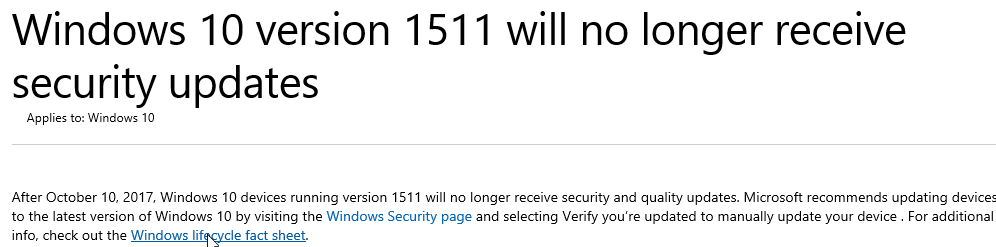 Windows 10 version 1511 will no longer receive
security updates
Applies to: Windows 10
After October 10, 2017, Windows 10 devices running version 1511 will no longer receive security and quality updates. Microsoft recommends updating devices
to the latest version of Windows 10 by visiting the Windows Security page and selecting Verify you’re updated to manually update your device . For additional
info, check out the Windows lifecycle fact sheet.